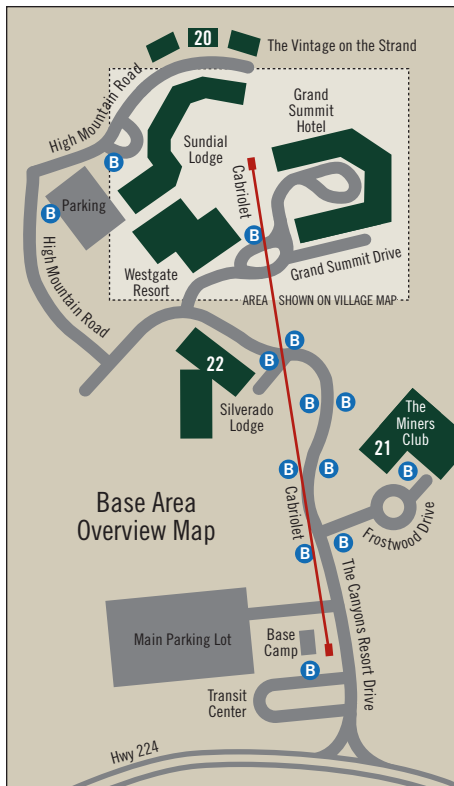 20
The Vintage on the Strand
High Mountain Road
Grand
Summit
Hotel
Sundial
Lodge
B
Cabriolet
B
Parking
B
Westgate
Resort
Grand Summit Drive
AREA SHOWN ON VILLAGE MAP
High Mountain Road
B
22
B
Silverado
Lodge
B
B
The
Miners
Club
21
B
B
B
Cabriolet
Base Area
Overview Map
Frostwood Drive
B
B
The Canyons Resort Drive
Main Parking Lot
Base
Camp
B
Transit
Center
Hwy 224